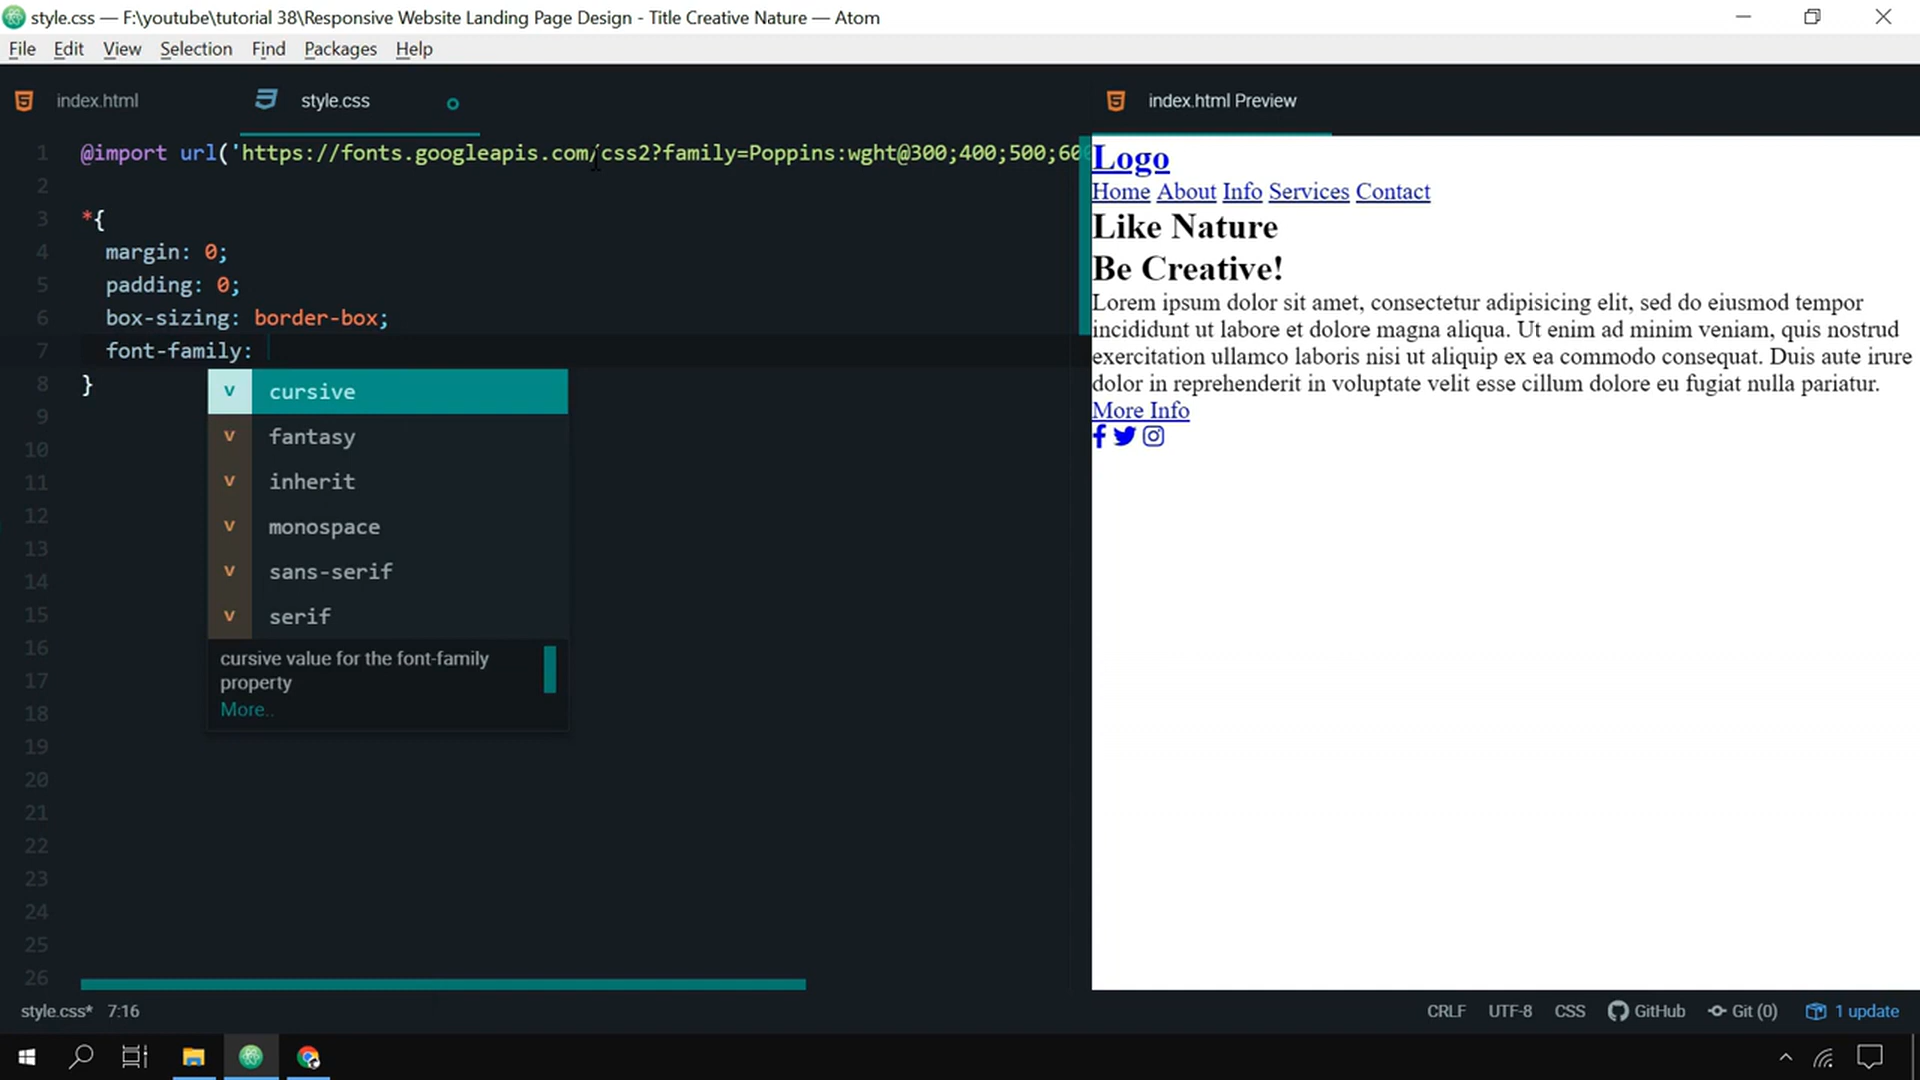 style.css — F:\youtube\tutorial 38\Responsive Website Landing Page Design - Title Creative Nature — Atom
File Edit View Selection Find Packages Help
index.html
style.css
index.html Preview
1 @import url('https://fonts.googleapis.com/css2?family=Poppins:wght@300;400;500;600
2
3 *{
4 margin: 0;
5 padding: 0;
6 box-sizing: border-box;
7 font-family:
8 }
9
10
11
12
13
14
15
16
17
18
19
20
21
22
23
24
25
26
v cursive
v fantasy
v inherit
v monospace
v sans-serif
v serif
cursive value for the font-family
property
More..
Logo
Home About Info Services Contact
Like Nature
Be Creative!
Lorem ipsum dolor sit amet, consectetur adipisicing elit, sed do eiusmod tempor
incididunt ut labore et dolore magna aliqua. Ut enim ad minim veniam, quis nostrud
exercitation ullamco laboris nisi ut aliquip ex ea commodo consequat. Duis aute irure
dolor in reprehenderit in voluptate velit esse cillum dolore eu fugiat nulla pariatur.
More Info
style.css* 7:16
CRLF UTF-8 CSS GitHub Git (0) 1 update